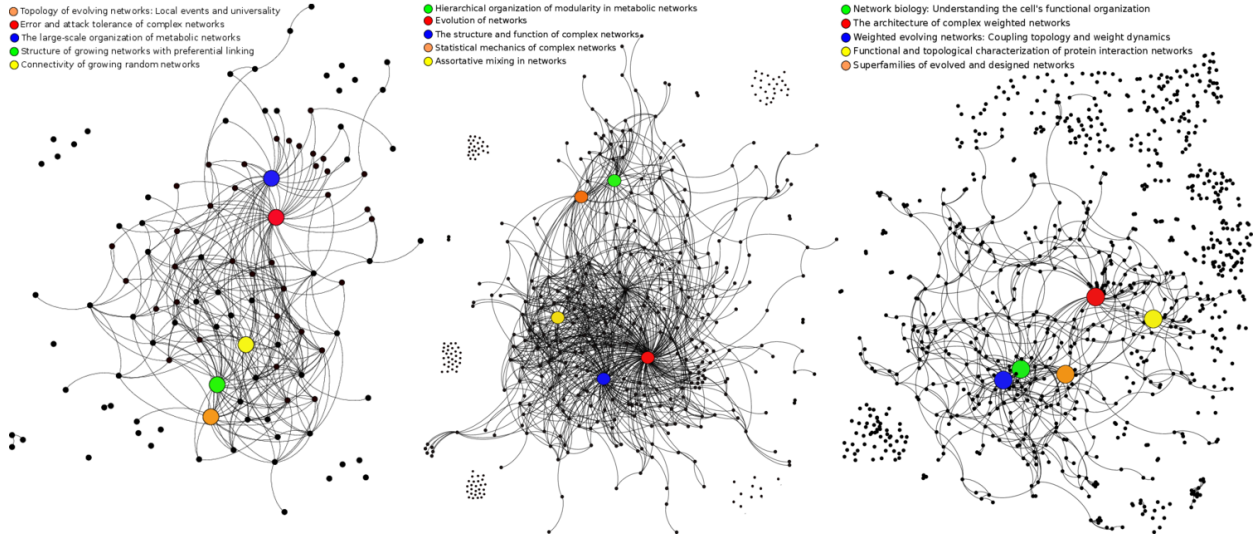 Topology of evolving networks: Local events and universality
Error and attack tolerance of complex networks
The large-scale organization of metabolic networks
Structure of growing networks with preferential linking
Connectivity of growing random networks
Hierarchical organization of modularity in metabolic networks
Evolution of networks
The structure and function of complex networks
Statistical mechanics of complex networks
Assortative mixing in networks
Network biology: Understanding the cell's functional organization
The architecture of complex weighted networks
Weighted evolving networks: Coupling topology and weight dynamics
Functional and topological characterization of protein interaction networks
Superfamilies of evolved and designed networks